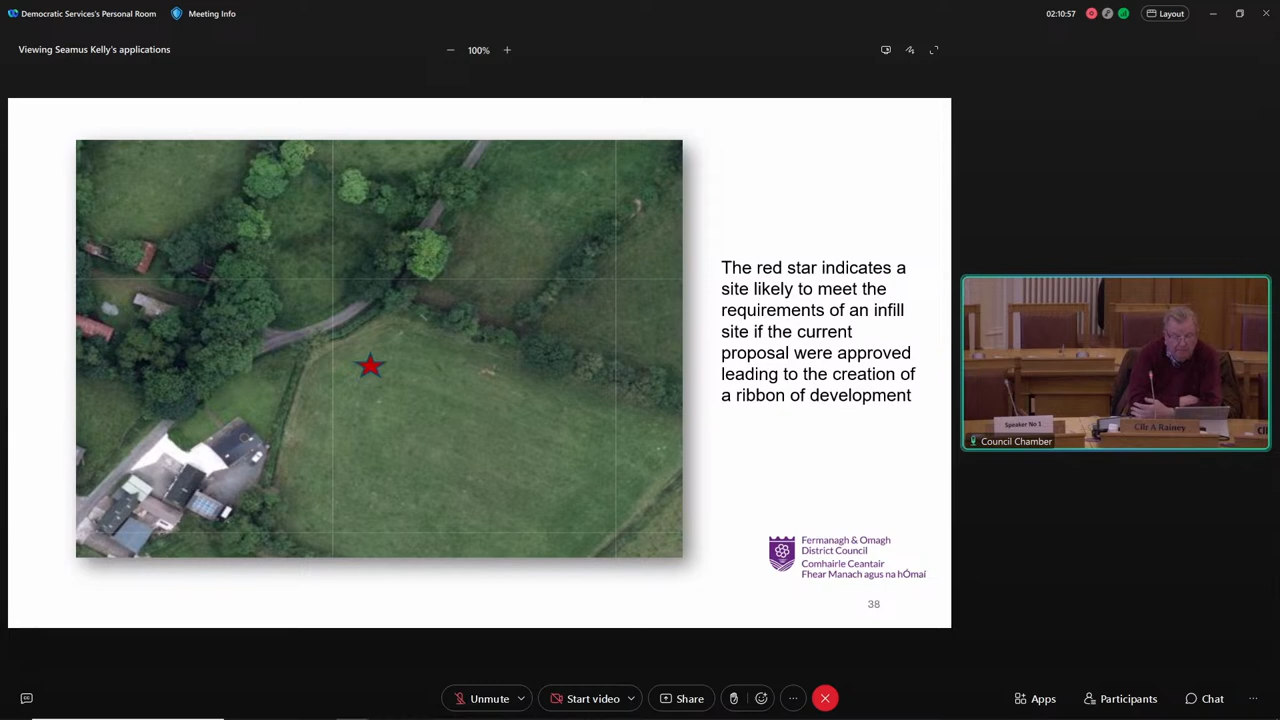 Democratic Services's Personal Room
Meeting Info
02:10:57
Layout
Viewing Seamus Kelly's applications
100%
The red star indicates a
site likely to meet the
requirements of an infill
site if the current
proposal were approved
leading to the creation of
a ribbon of development
Fermanagh & Omagh
District Council
Comhairle Ceantair
Fhear Manach agus na hÓmaí
38
Speaker No 1
Cllr A Rainey
Council Chamber
Unmute
Start video
Share
Apps
Participants
Chat